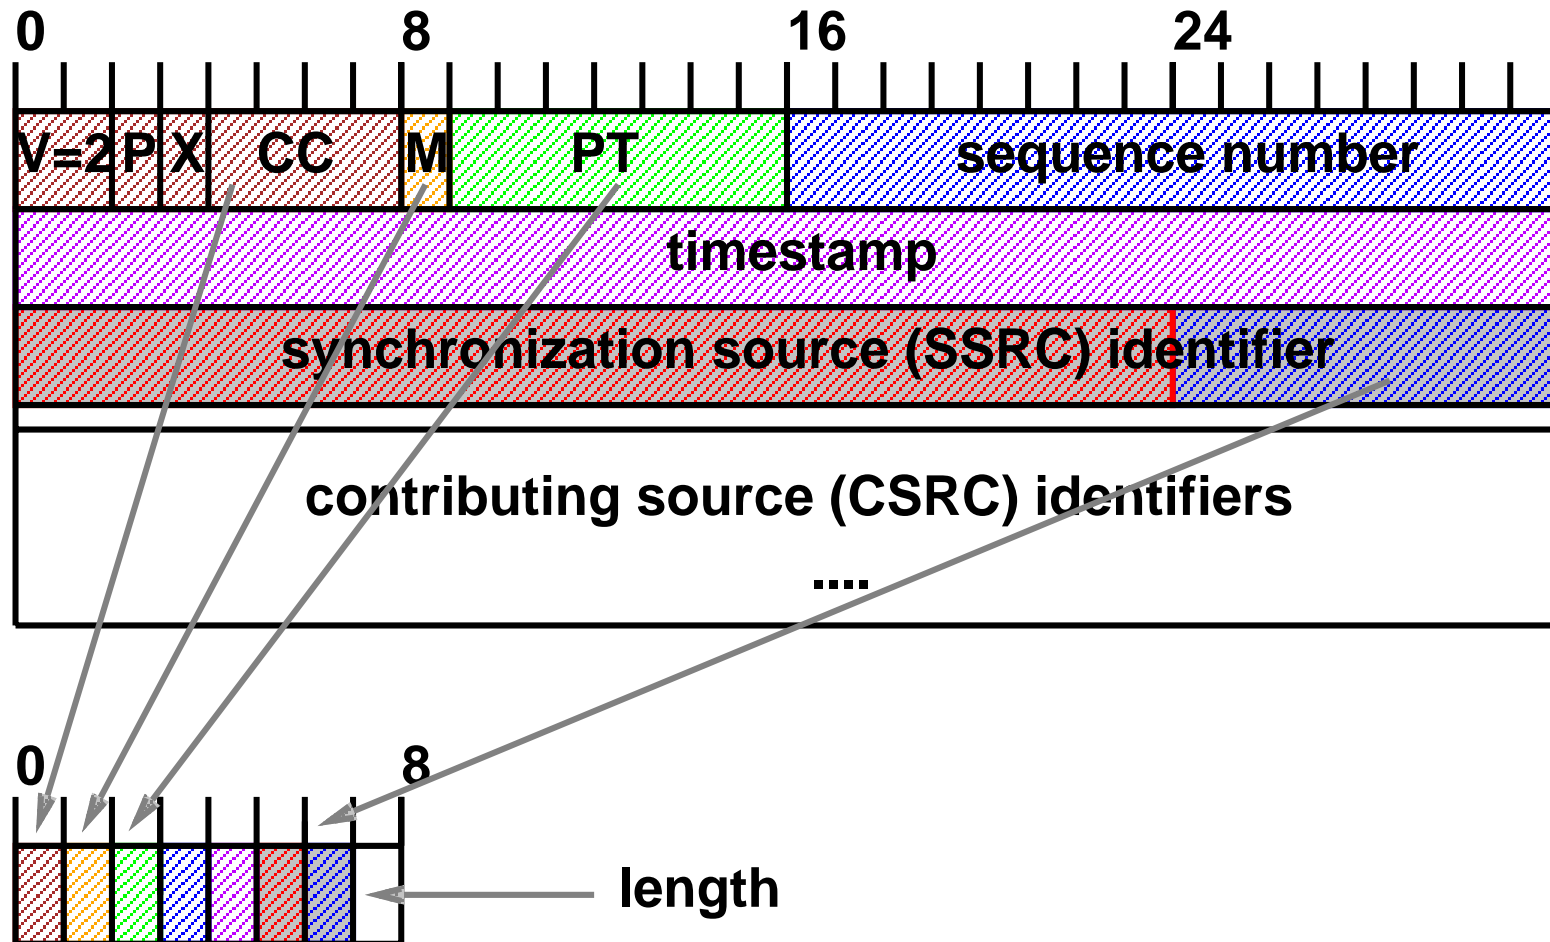 0 8 16 24
V=2 P X CC M PT sequence number
timestamp
synchronization source (SSRC) identifier
contributing source (CSRC) identifiers
....
0 8
length